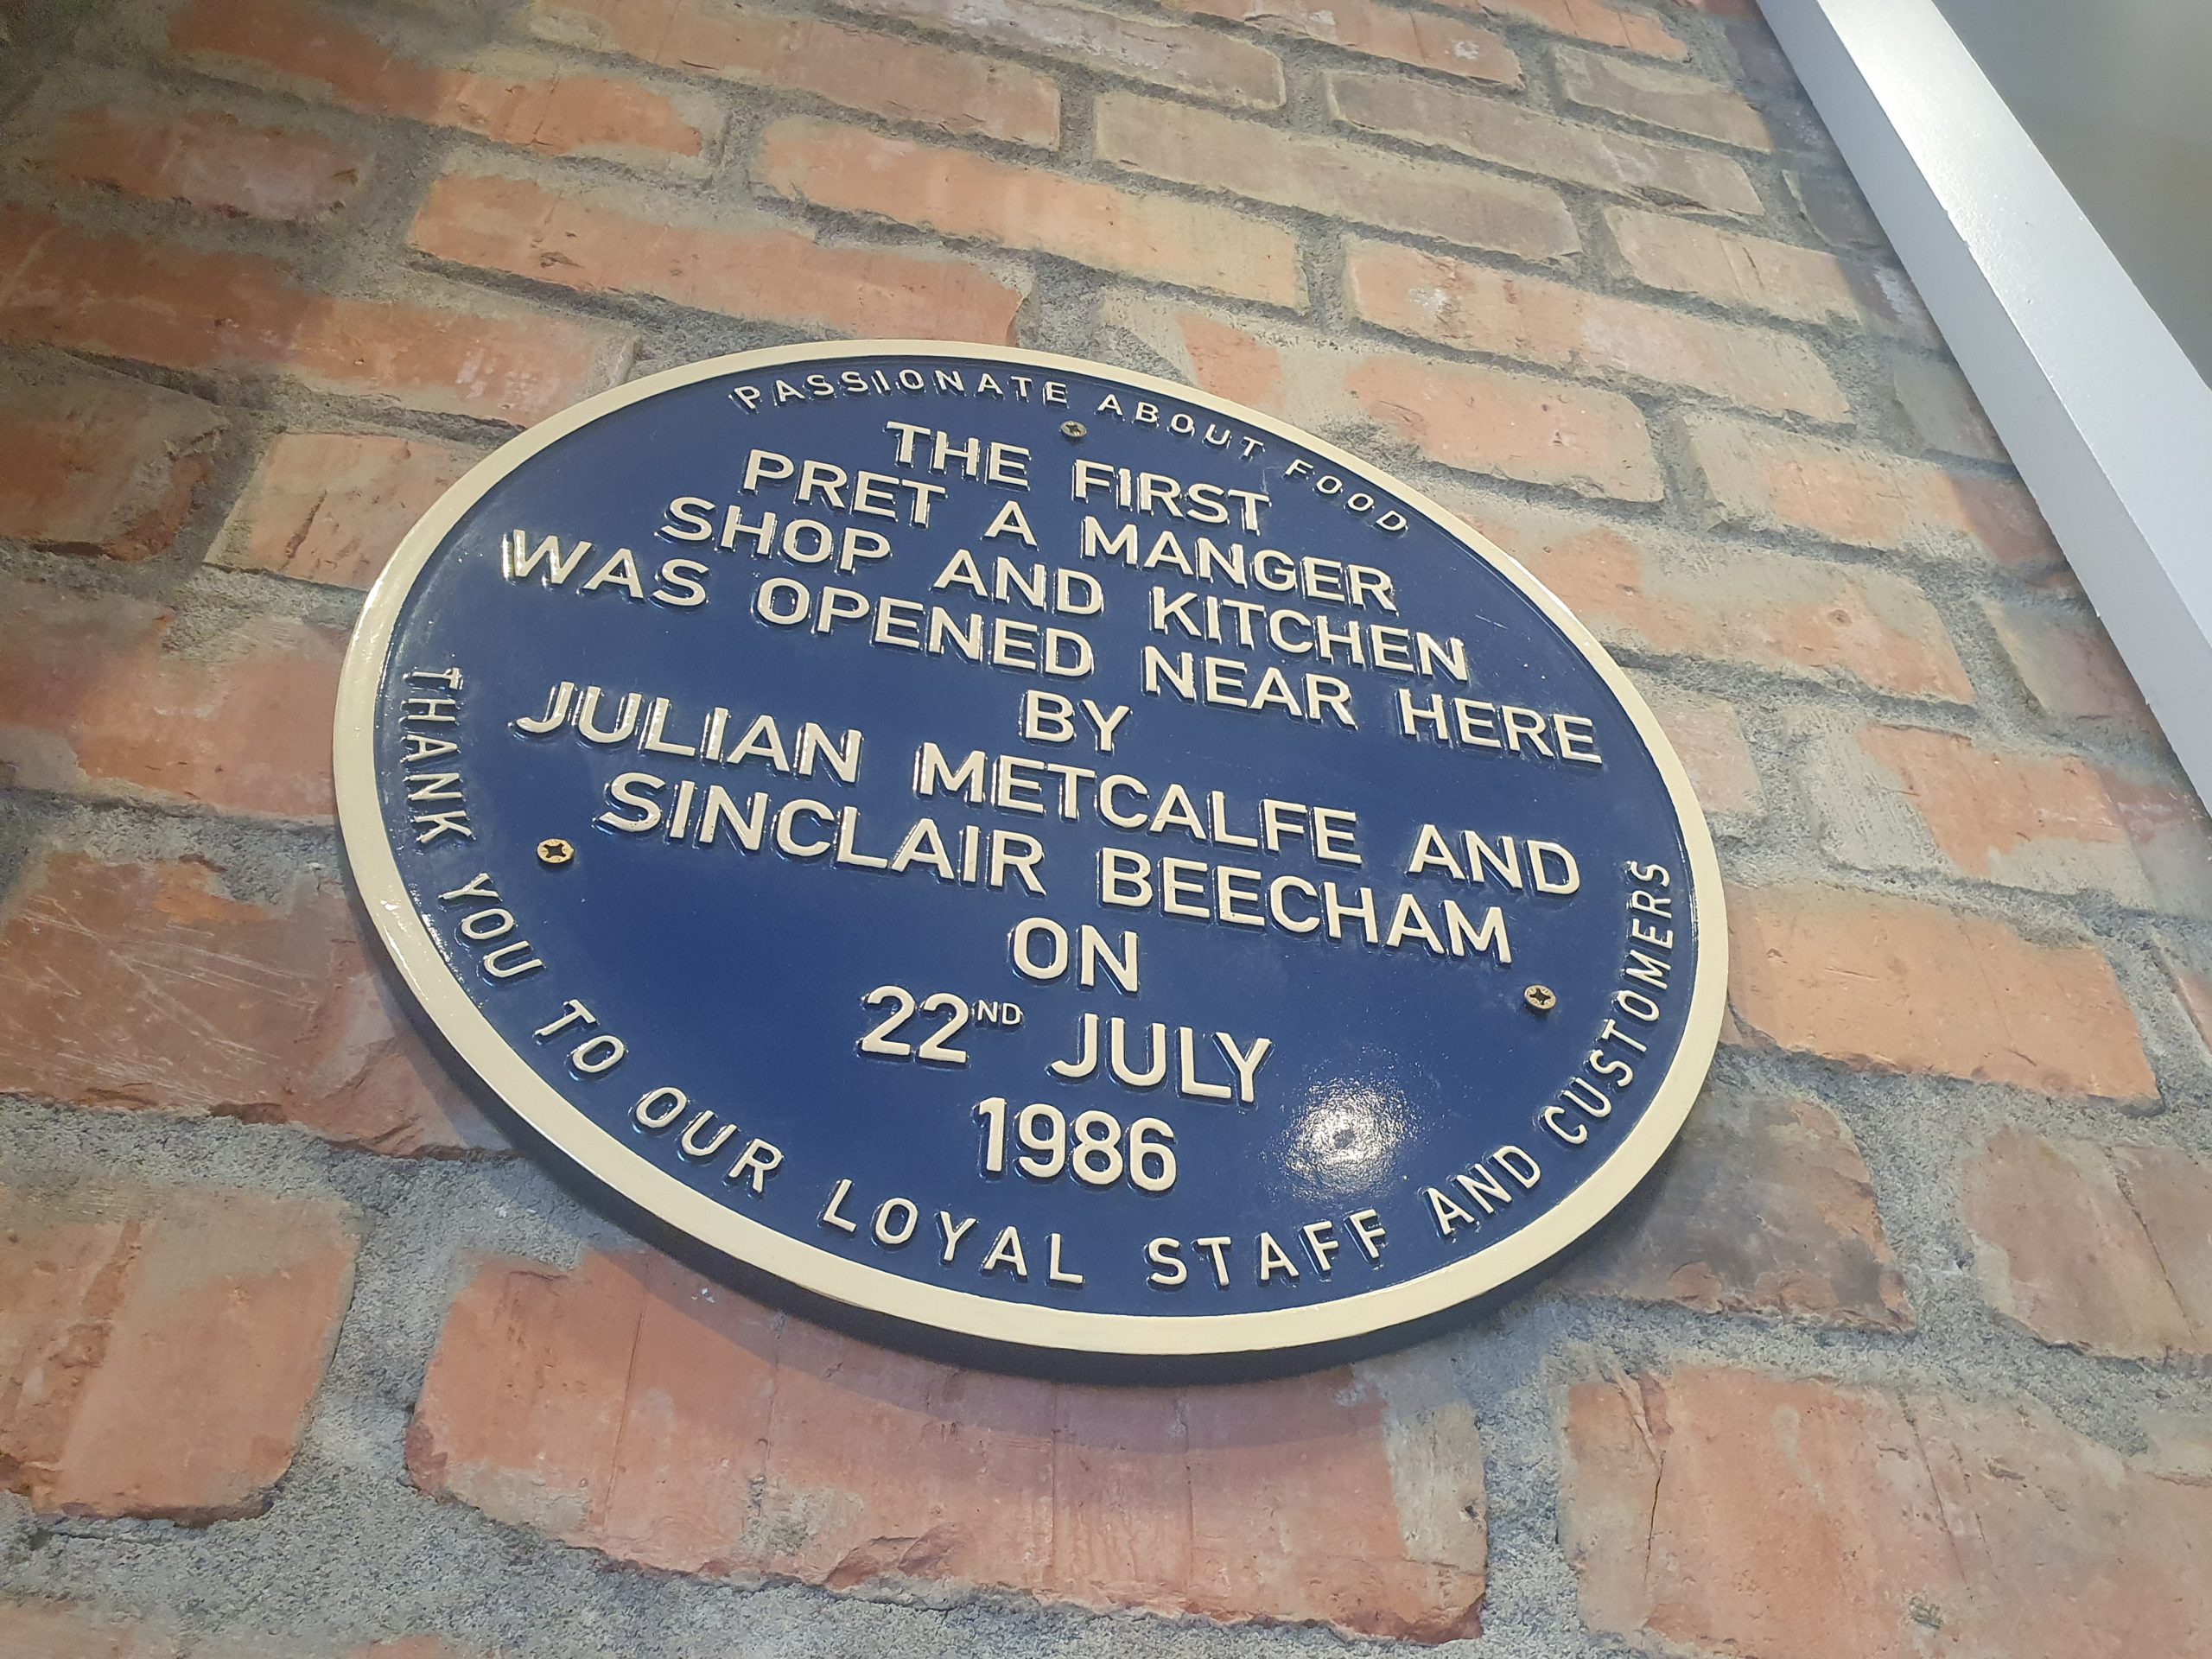 PASSIONATE ABOUT FOOD
THE FIRST
PRET A MANGER
SHOP AND KITCHEN
WAS OPENED NEAR HERE
BY
JULIAN METCALFE AND
SINCLAIR BEECHAM
ON
22ND JULY
1986
THANK YOU TO OUR LOYAL STAFF AND CUSTOMERS